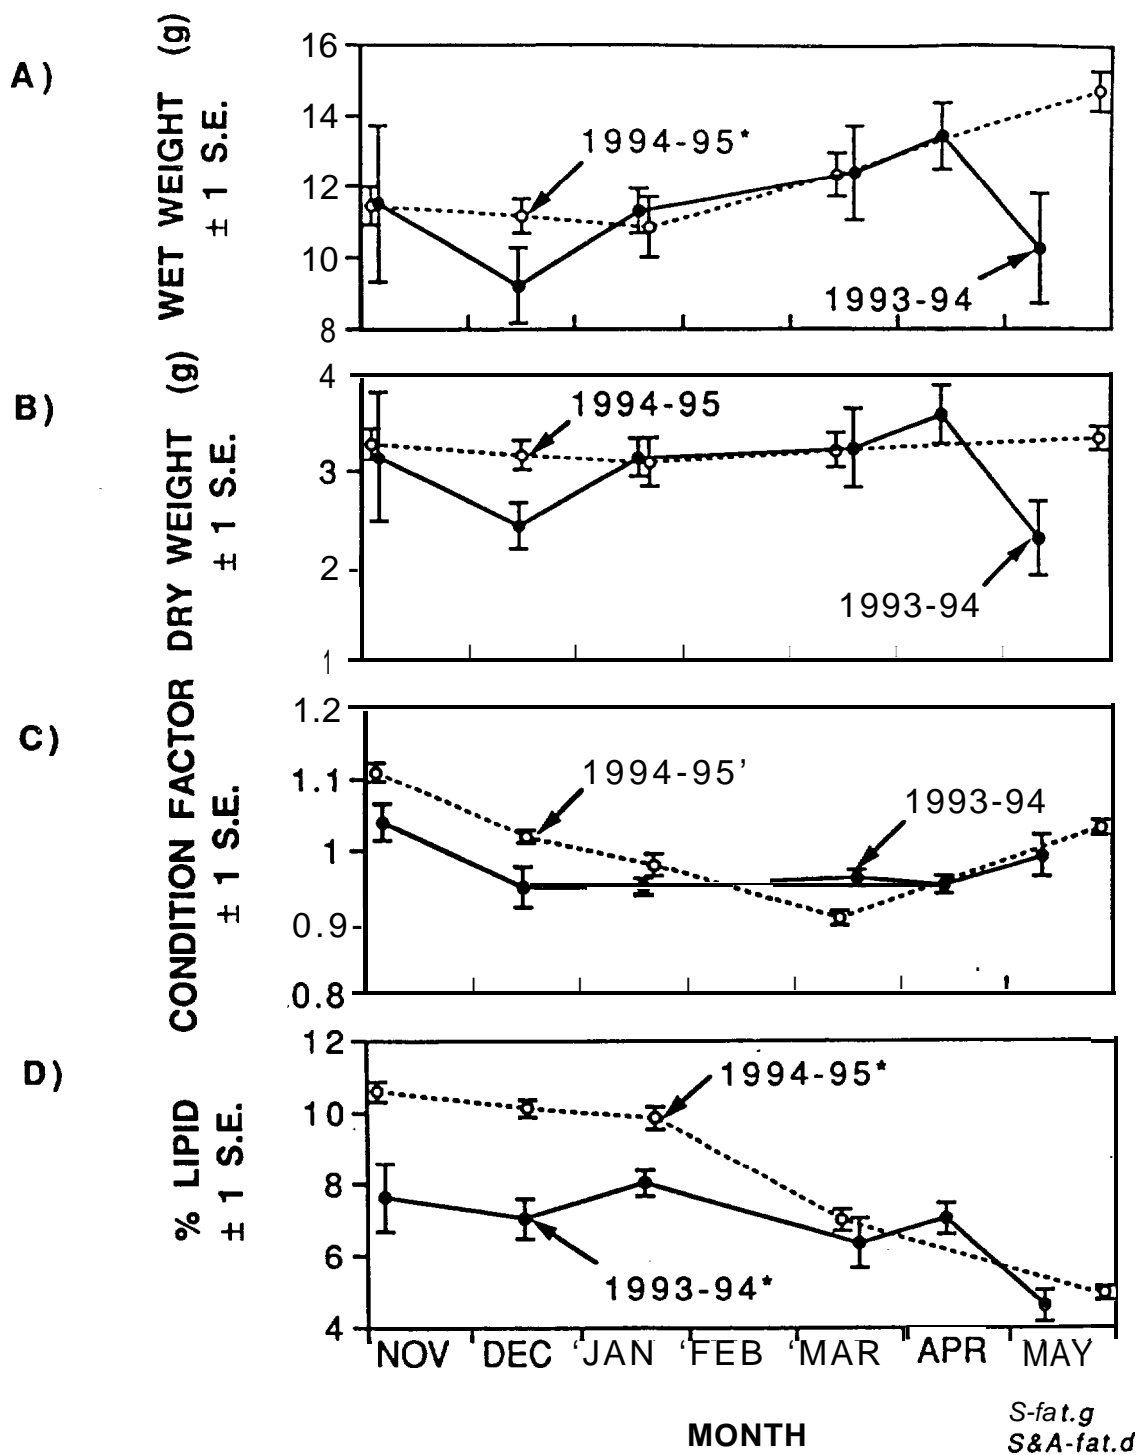 A)
WET WEIGHT (g)
± 1 S.E.
16
14
12
10
8
1994-95*
1993-94
B)
DRY WEIGHT (g)
± 1 S.E.
4
3
2
1
1994-95
1993-94
C)
CONDITION FACTOR
± 1 S.E.
1.2
1.1
1
0.9
0.8
1994-95'
1993-94
D)
% LIPID
± 1 S.E.
12
10
8
6
4
1994-95*
1993-94*
NOV DEC JAN FEB MAR APR MAY
MONTH
S-fat.g
S&A-fat.d